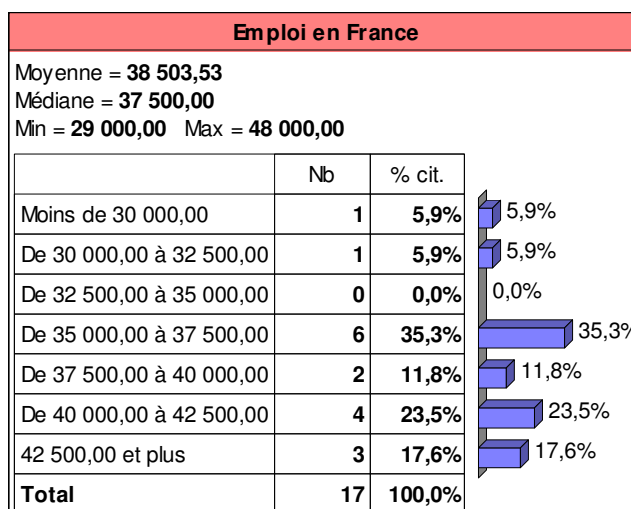 Emploi en France
Moyenne = 38 503,53
Médiane = 37 500,00
Min = 29 000,00 Max = 48 000,00
Nb % cit.
Moins de 30 000,00 1 5,9% 5,9%
De 30 000,00 à 32 500,00 1 5,9% 5,9%
De 32 500,00 à 35 000,00 0 0,0% 0,0%
De 35 000,00 à 37 500,00 6 35,3% 35,3%
De 37 500,00 à 40 000,00 2 11,8% 11,8%
De 40 000,00 à 42 500,00 4 23,5% 23,5%
42 500,00 et plus 3 17,6% 17,6%
Total 17 100,0%